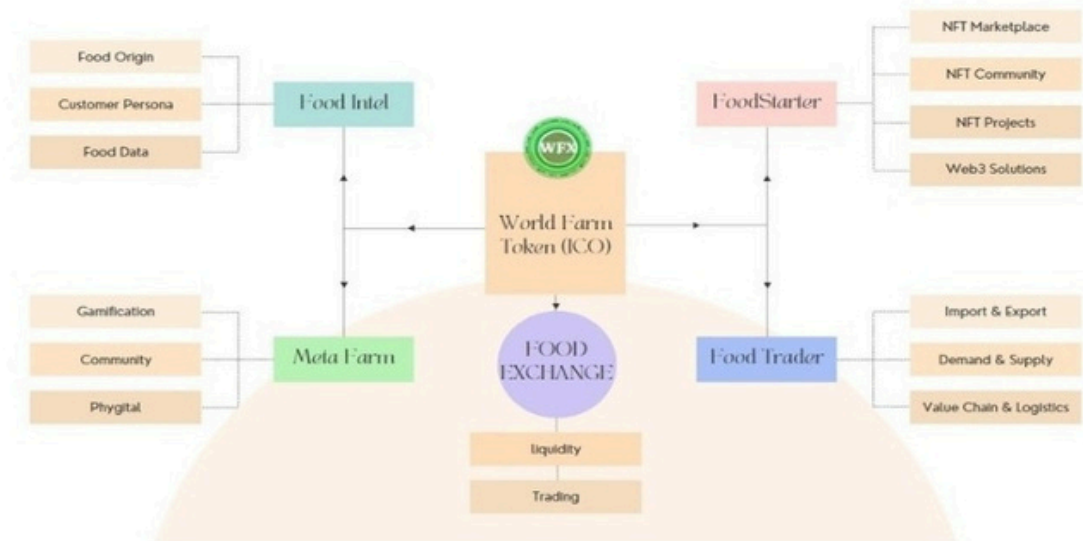 Food Origin
Customer Persona
Food Data
Food Intel
WFX
World Farm
Token (ICO)
FoodStarter
NFT Marketplace
NFT Community
NFT Projects
Web3 Solutions
Gamification
Community
Phygital
Meta Farm
FOOD
EXCHANGE
liquidity
Trading
Food Trader
Import & Export
Demand & Supply
Value Chain & Logistics